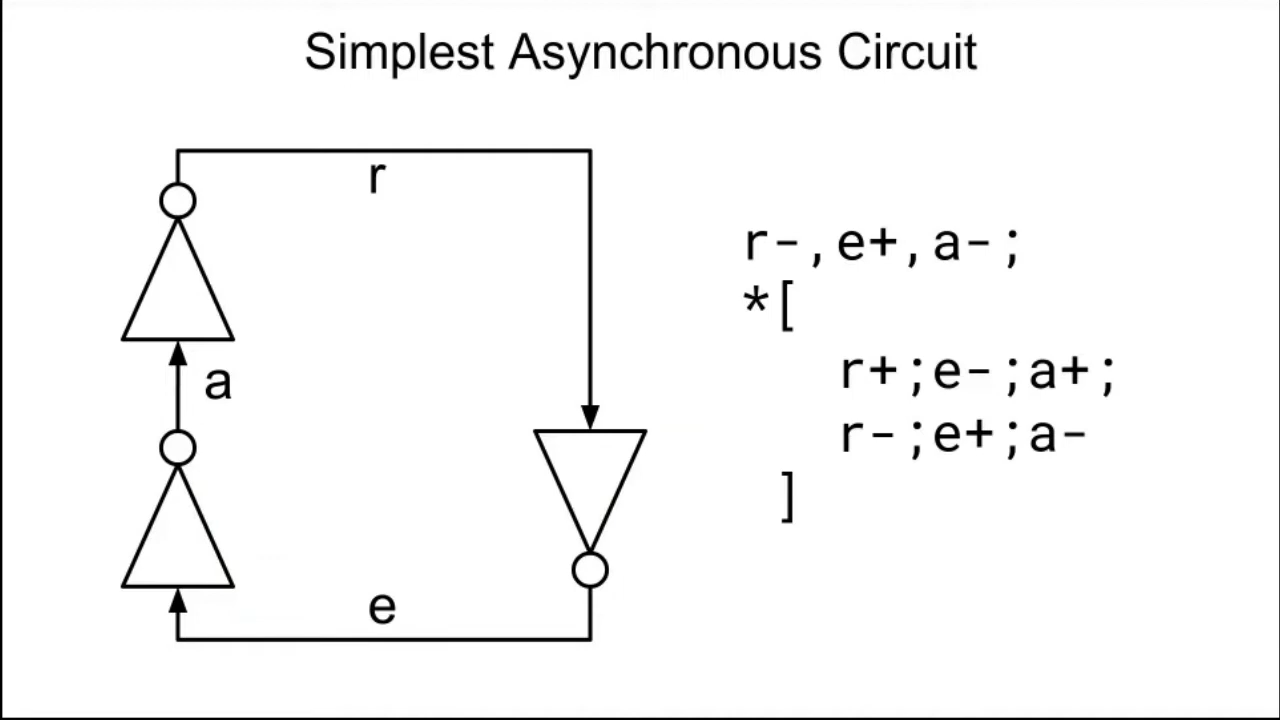 Simplest Asynchronous Circuit
r
a
e
r-,e+,a-;
*[
r+;e-;a+;
r-;e+;a-
]